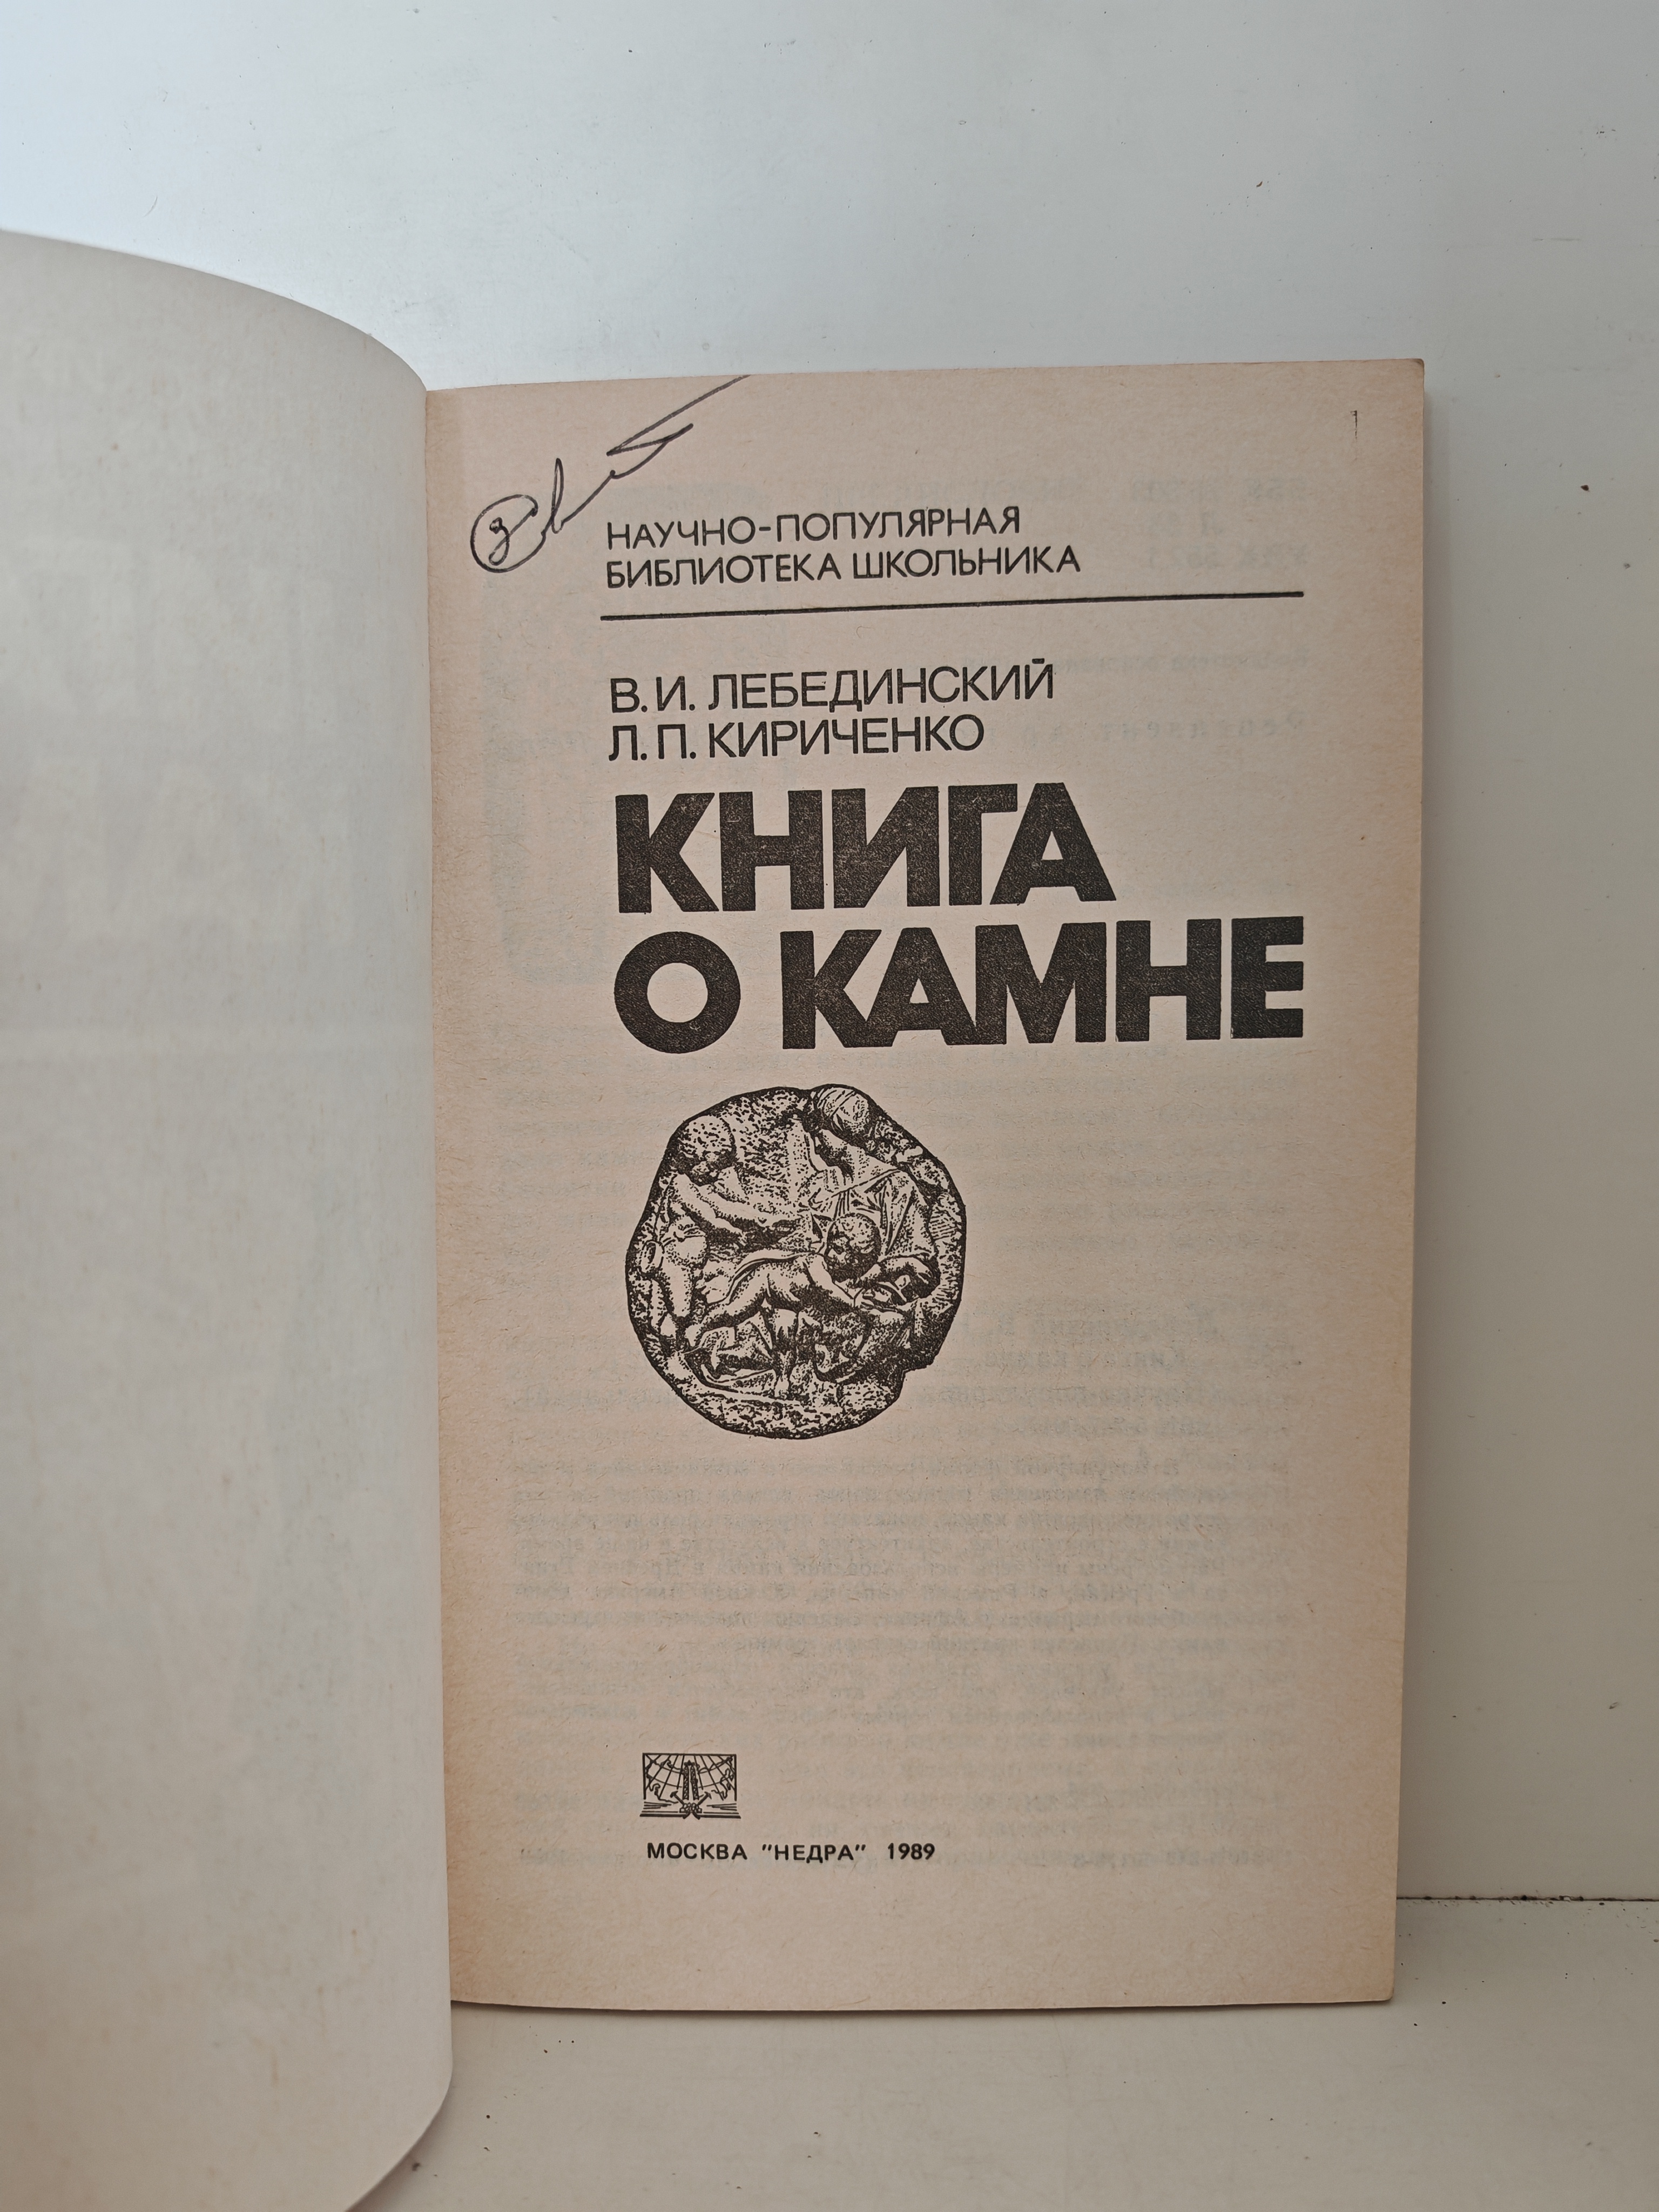 НАУЧНО-ПОПУЛЯРНАЯ
БИБЛИОТЕКА ШКОЛЬНИКА
В. И. ЛЕБЕДИНСКИЙ
Л. П. КИРИЧЕНКО
КНИГА
О КАМНЕ
МОСКВА "НЕДРА" 1989